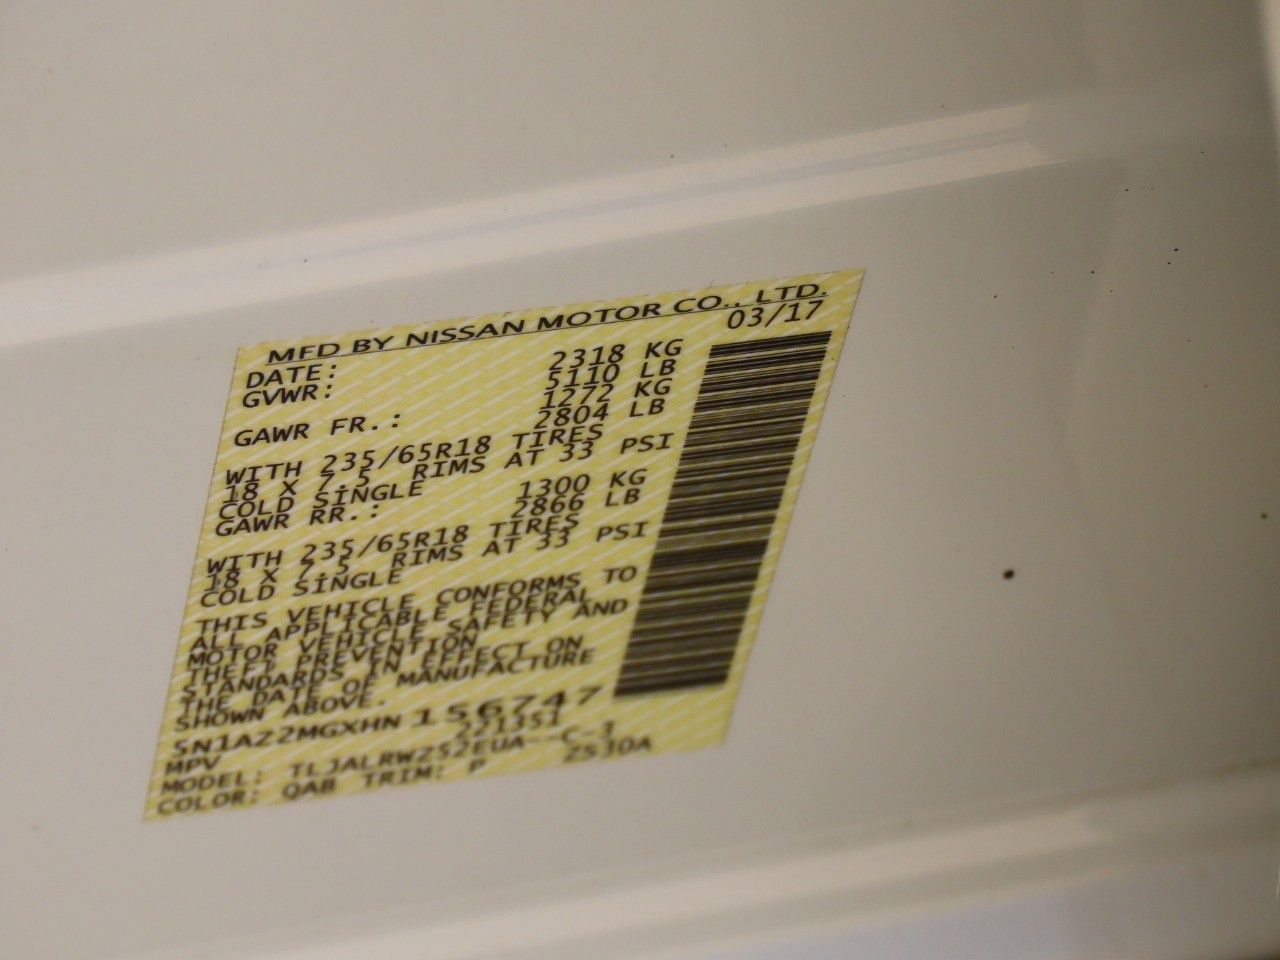 MFD BY NISSAN MOTOR CO., LTD.
DATE: 03/17
GVWR: 2318 KG
5110 LB
GAWR FR.: 1272 KG
2804 LB
WITH 235/65R18 TIRES
18 X 7.5 RIMS AT 33 PSI
COLD SINGLE
GAWR RR.: 1300 KG
2866 LB
WITH 235/65R18 TIRES
18 X 7.5 RIMS AT 33 PSI
COLD SINGLE
THIS VEHICLE CONFORMS TO
ALL APPLICABLE FEDERAL
MOTOR VEHICLE SAFETY AND
THEFT PREVENTION
STANDARDS IN EFFECT ON
THE DATE OF MANUFACTURE
SHOWN ABOVE.
5N1AZ2MGXHN156747
MPV 221351
MODEL: TLJALRWZ52EUA--C-3
COLOR: QAB TRIM: P ZS30A